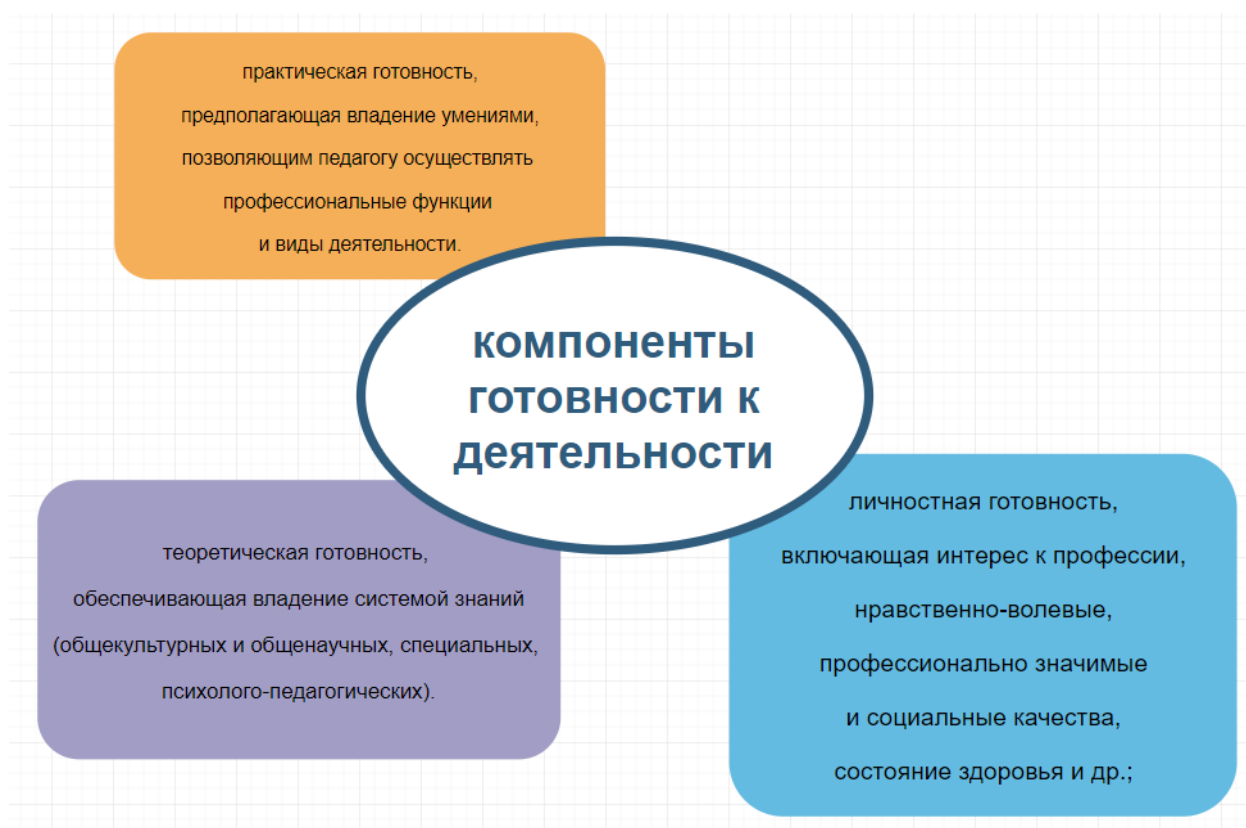 практическая готовность,
предполагающая владение умениями,
позволяющим педагогу осуществлять
профессиональные функции
и виды деятельности.
компоненты
готовности к
деятельности
теоретическая готовность,
обеспечивающая владение системой знаний
(общекультурных и общенаучных, специальных,
психолого-педагогических).
личностная готовность,
включающая интерес к профессии,
нравственно-волевые,
профессионально значимые
и социальные качества,
состояние здоровья и др.;